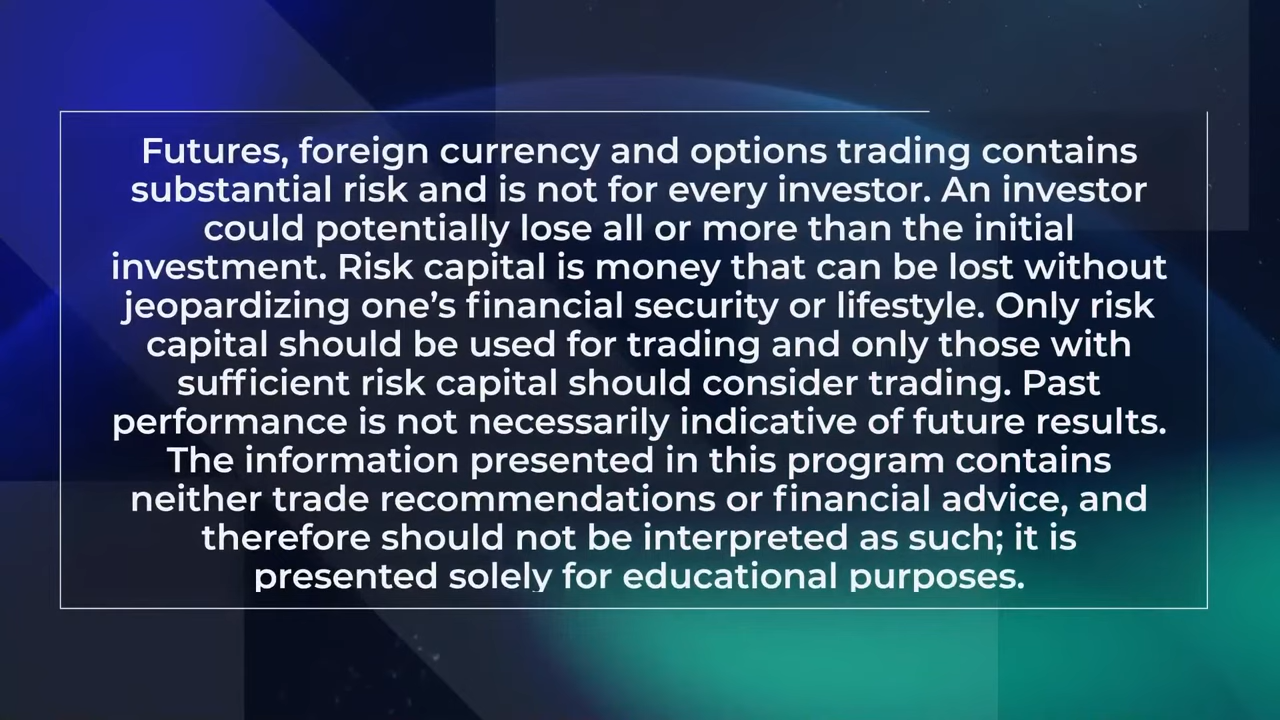 Futures, foreign currency and options trading contains
substantial risk and is not for every investor. An investor
could potentially lose all or more than the initial
investment. Risk capital is money that can be lost without
jeopardizing one’s financial security or lifestyle. Only risk
capital should be used for trading and only those with
sufficient risk capital should consider trading. Past
performance is not necessarily indicative of future results.
The information presented in this program contains
neither trade recommendations or financial advice, and
therefore should not be interpreted as such; it is
presented solely for educational purposes.